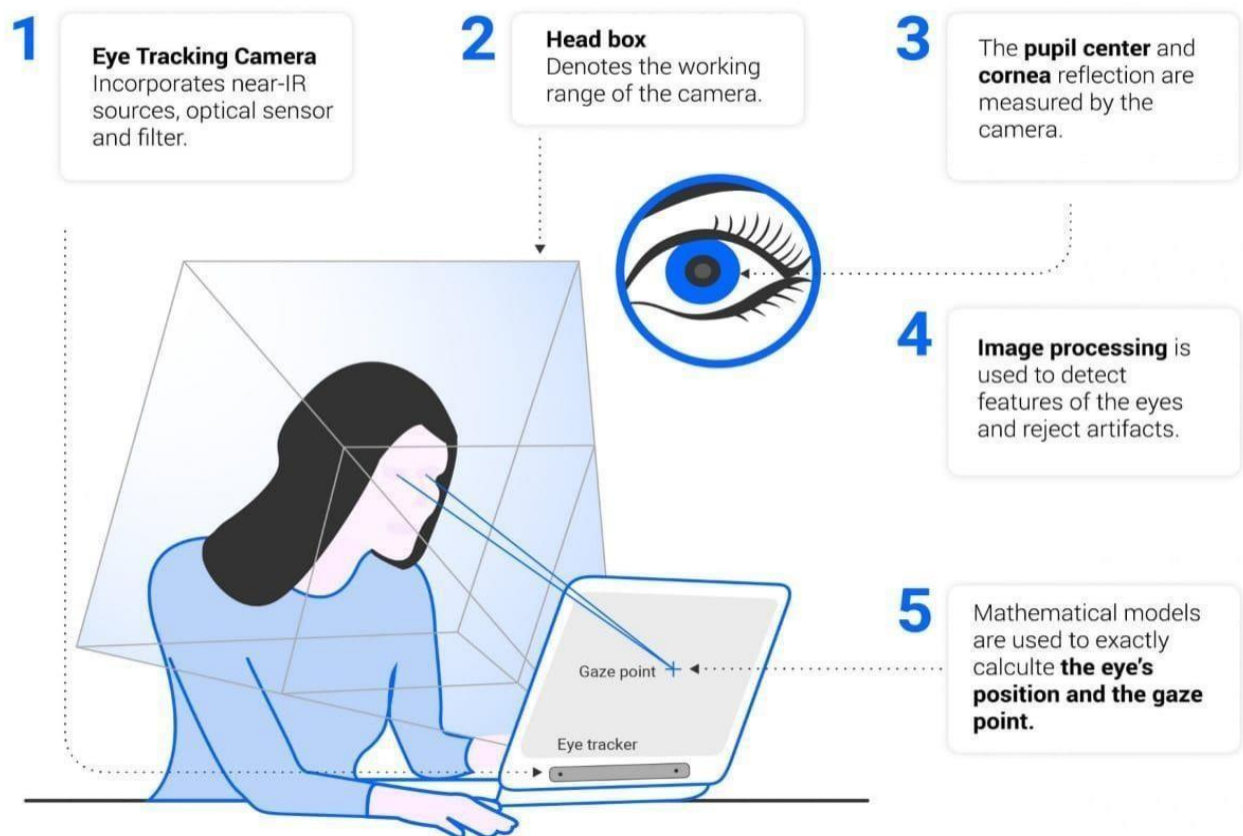 1
Eye Tracking Camera
Incorporates near-IR
sources, optical sensor
and filter.
2
Head box
Denotes the working
range of the camera.
3
The pupil center and
cornea reflection are
measured by the
camera.
4
Image processing is
used to detect
features of the eyes
and reject artifacts.
5
Mathematical models
are used to exactly
calculte the eye's
position and the gaze
point.
Gaze point
Eye tracker